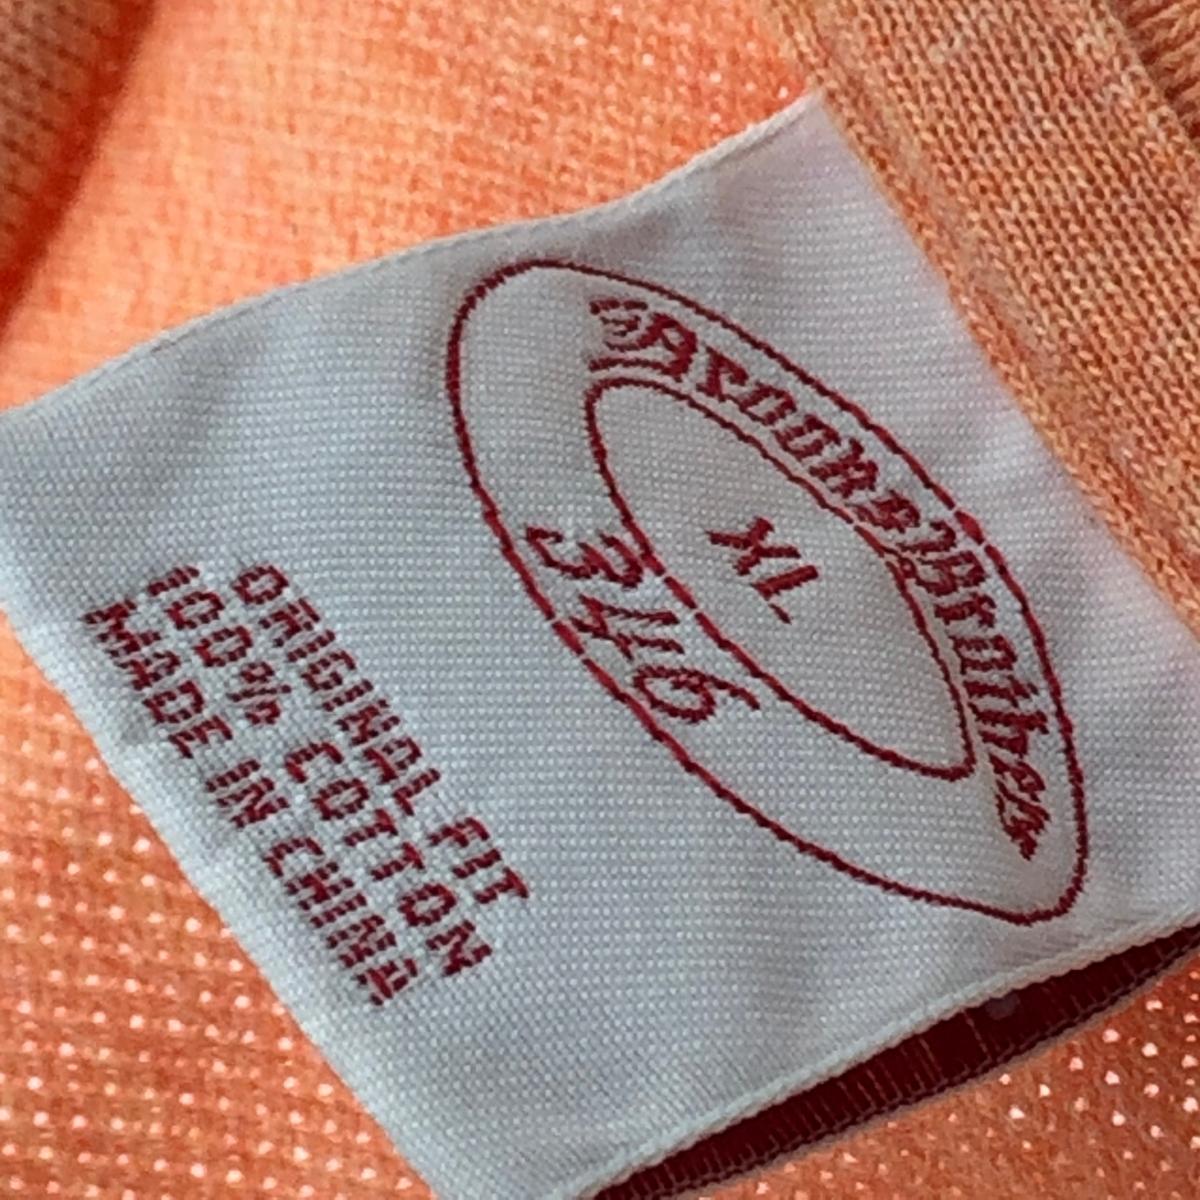 "Brooks Brothers"
XL
346
ORIGINAL FIT
100% COTTON
MADE IN CHINA